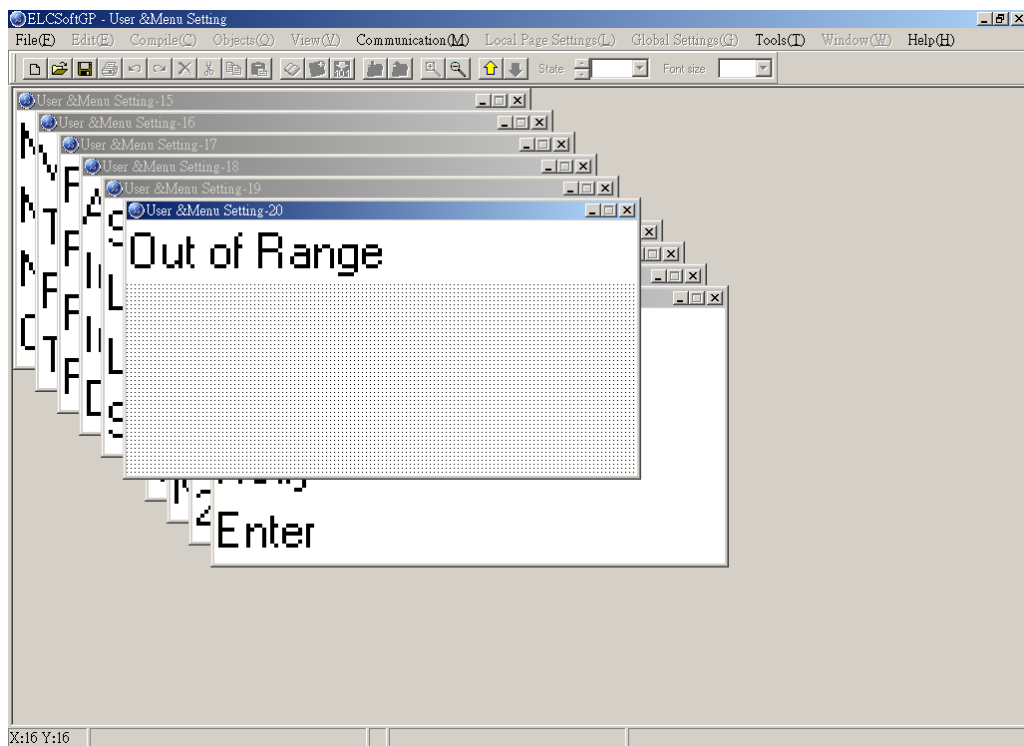 ELCSoftGP - User &Menu Setting
File(F) Edit(E) Compile(C) Objects(O) View(V) Communication(M) Local Page Settings(L) Global Settings(G) Tools(T) Window(W) Help(H)
State Font size
User &Menu Setting-15
User &Menu Setting-16
User &Menu Setting-17
User &Menu Setting-18
User &Menu Setting-19
User &Menu Setting-20
Out of Range
Enter
X:16 Y:16